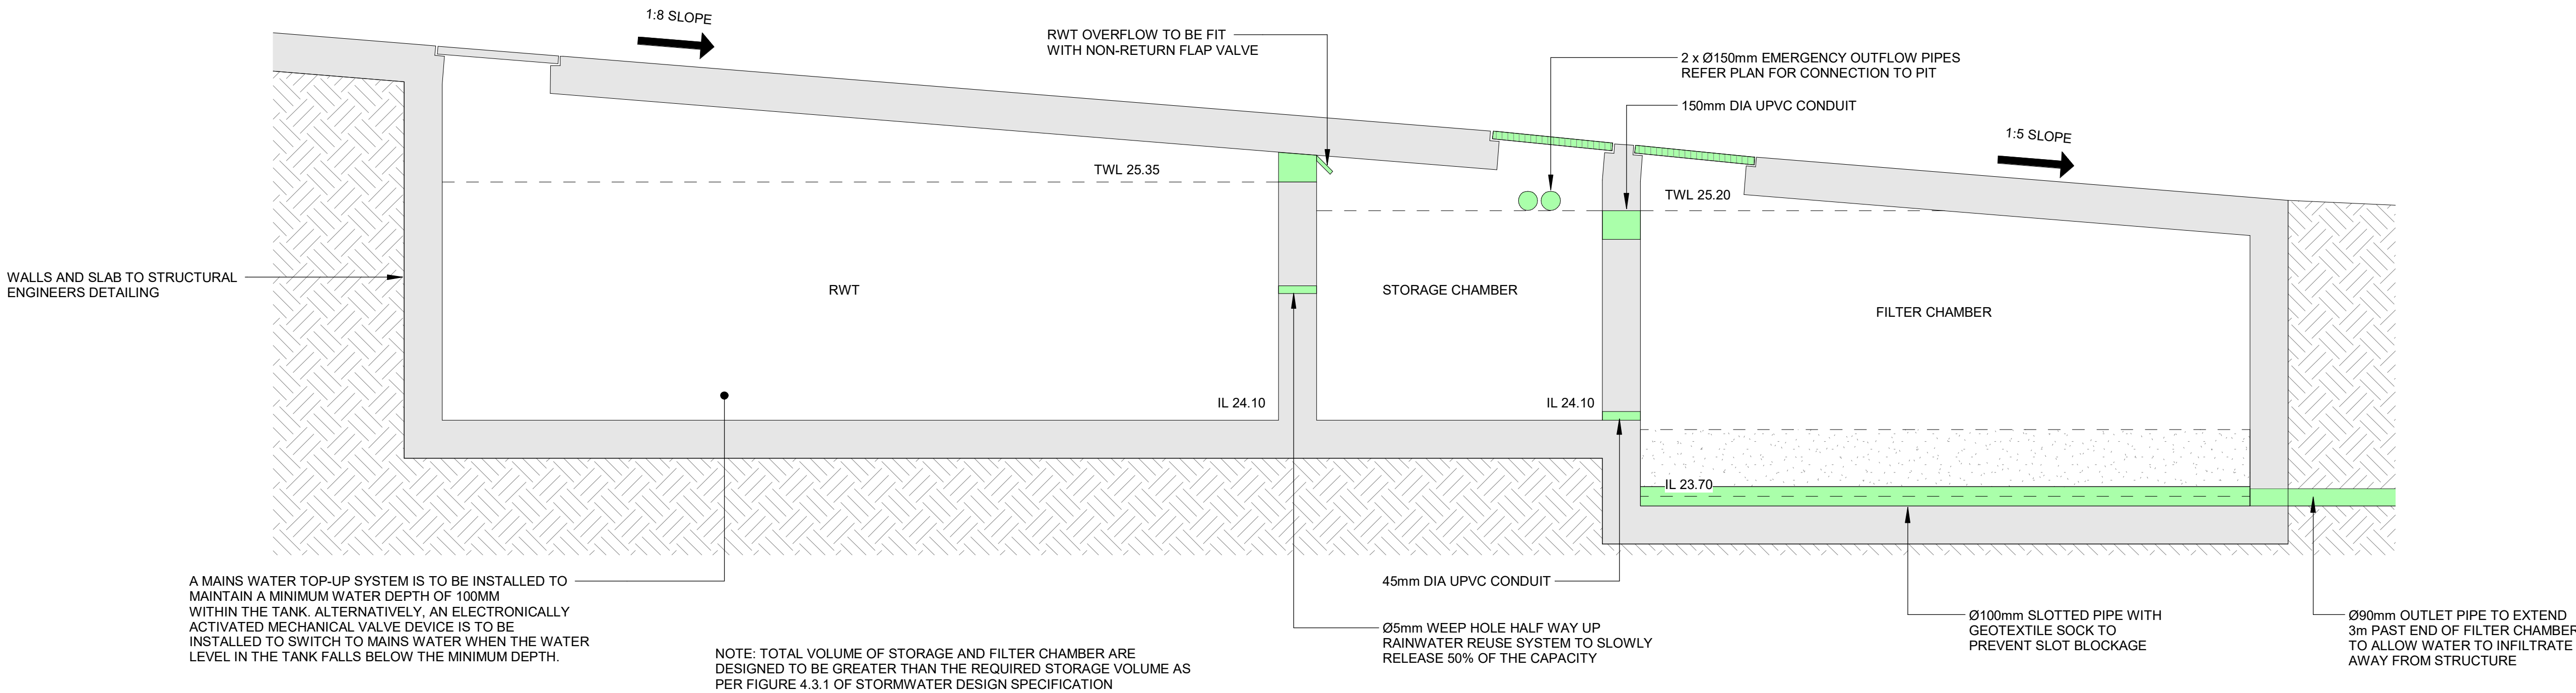 1:8 SLOPE
RWT OVERFLOW TO BE FIT
WITH NON-RETURN FLAP VALVE
2 x Ø150mm EMERGENCY OUTFLOW PIPES
REFER PLAN FOR CONNECTION TO PIT
150mm DIA UPVC CONDUIT
1:5 SLOPE
TWL 25.35
TWL 25.20
WALLS AND SLAB TO STRUCTURAL
ENGINEERS DETAILING
RWT
STORAGE CHAMBER
FILTER CHAMBER
IL 24.10
IL 24.10
IL 23.70
A MAINS WATER TOP-UP SYSTEM IS TO BE INSTALLED TO
MAINTAIN A MINIMUM WATER DEPTH OF 100MM
WITHIN THE TANK. ALTERNATIVELY, AN ELECTRONICALLY
ACTIVATED MECHANICAL VALVE DEVICE IS TO BE
INSTALLED TO SWITCH TO MAINS WATER WHEN THE WATER
LEVEL IN THE TANK FALLS BELOW THE MINIMUM DEPTH.
NOTE: TOTAL VOLUME OF STORAGE AND FILTER CHAMBER ARE
DESIGNED TO BE GREATER THAN THE REQUIRED STORAGE VOLUME AS
PER FIGURE 4.3.1 OF STORMWATER DESIGN SPECIFICATION
45mm DIA UPVC CONDUIT
Ø5mm WEEP HOLE HALF WAY UP
RAINWATER REUSE SYSTEM TO SLOWLY
RELEASE 50% OF THE CAPACITY
Ø100mm SLOTTED PIPE WITH
GEOTEXTILE SOCK TO
PREVENT SLOT BLOCKAGE
Ø90mm OUTLET PIPE TO EXTEND
3m PAST END OF FILTER CHAMBER
TO ALLOW WATER TO INFILTRATE
AWAY FROM STRUCTURE